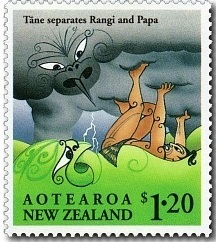 Tāne separates Rangi and Papa
AOTEAROA
NEW ZEALAND
$1·20